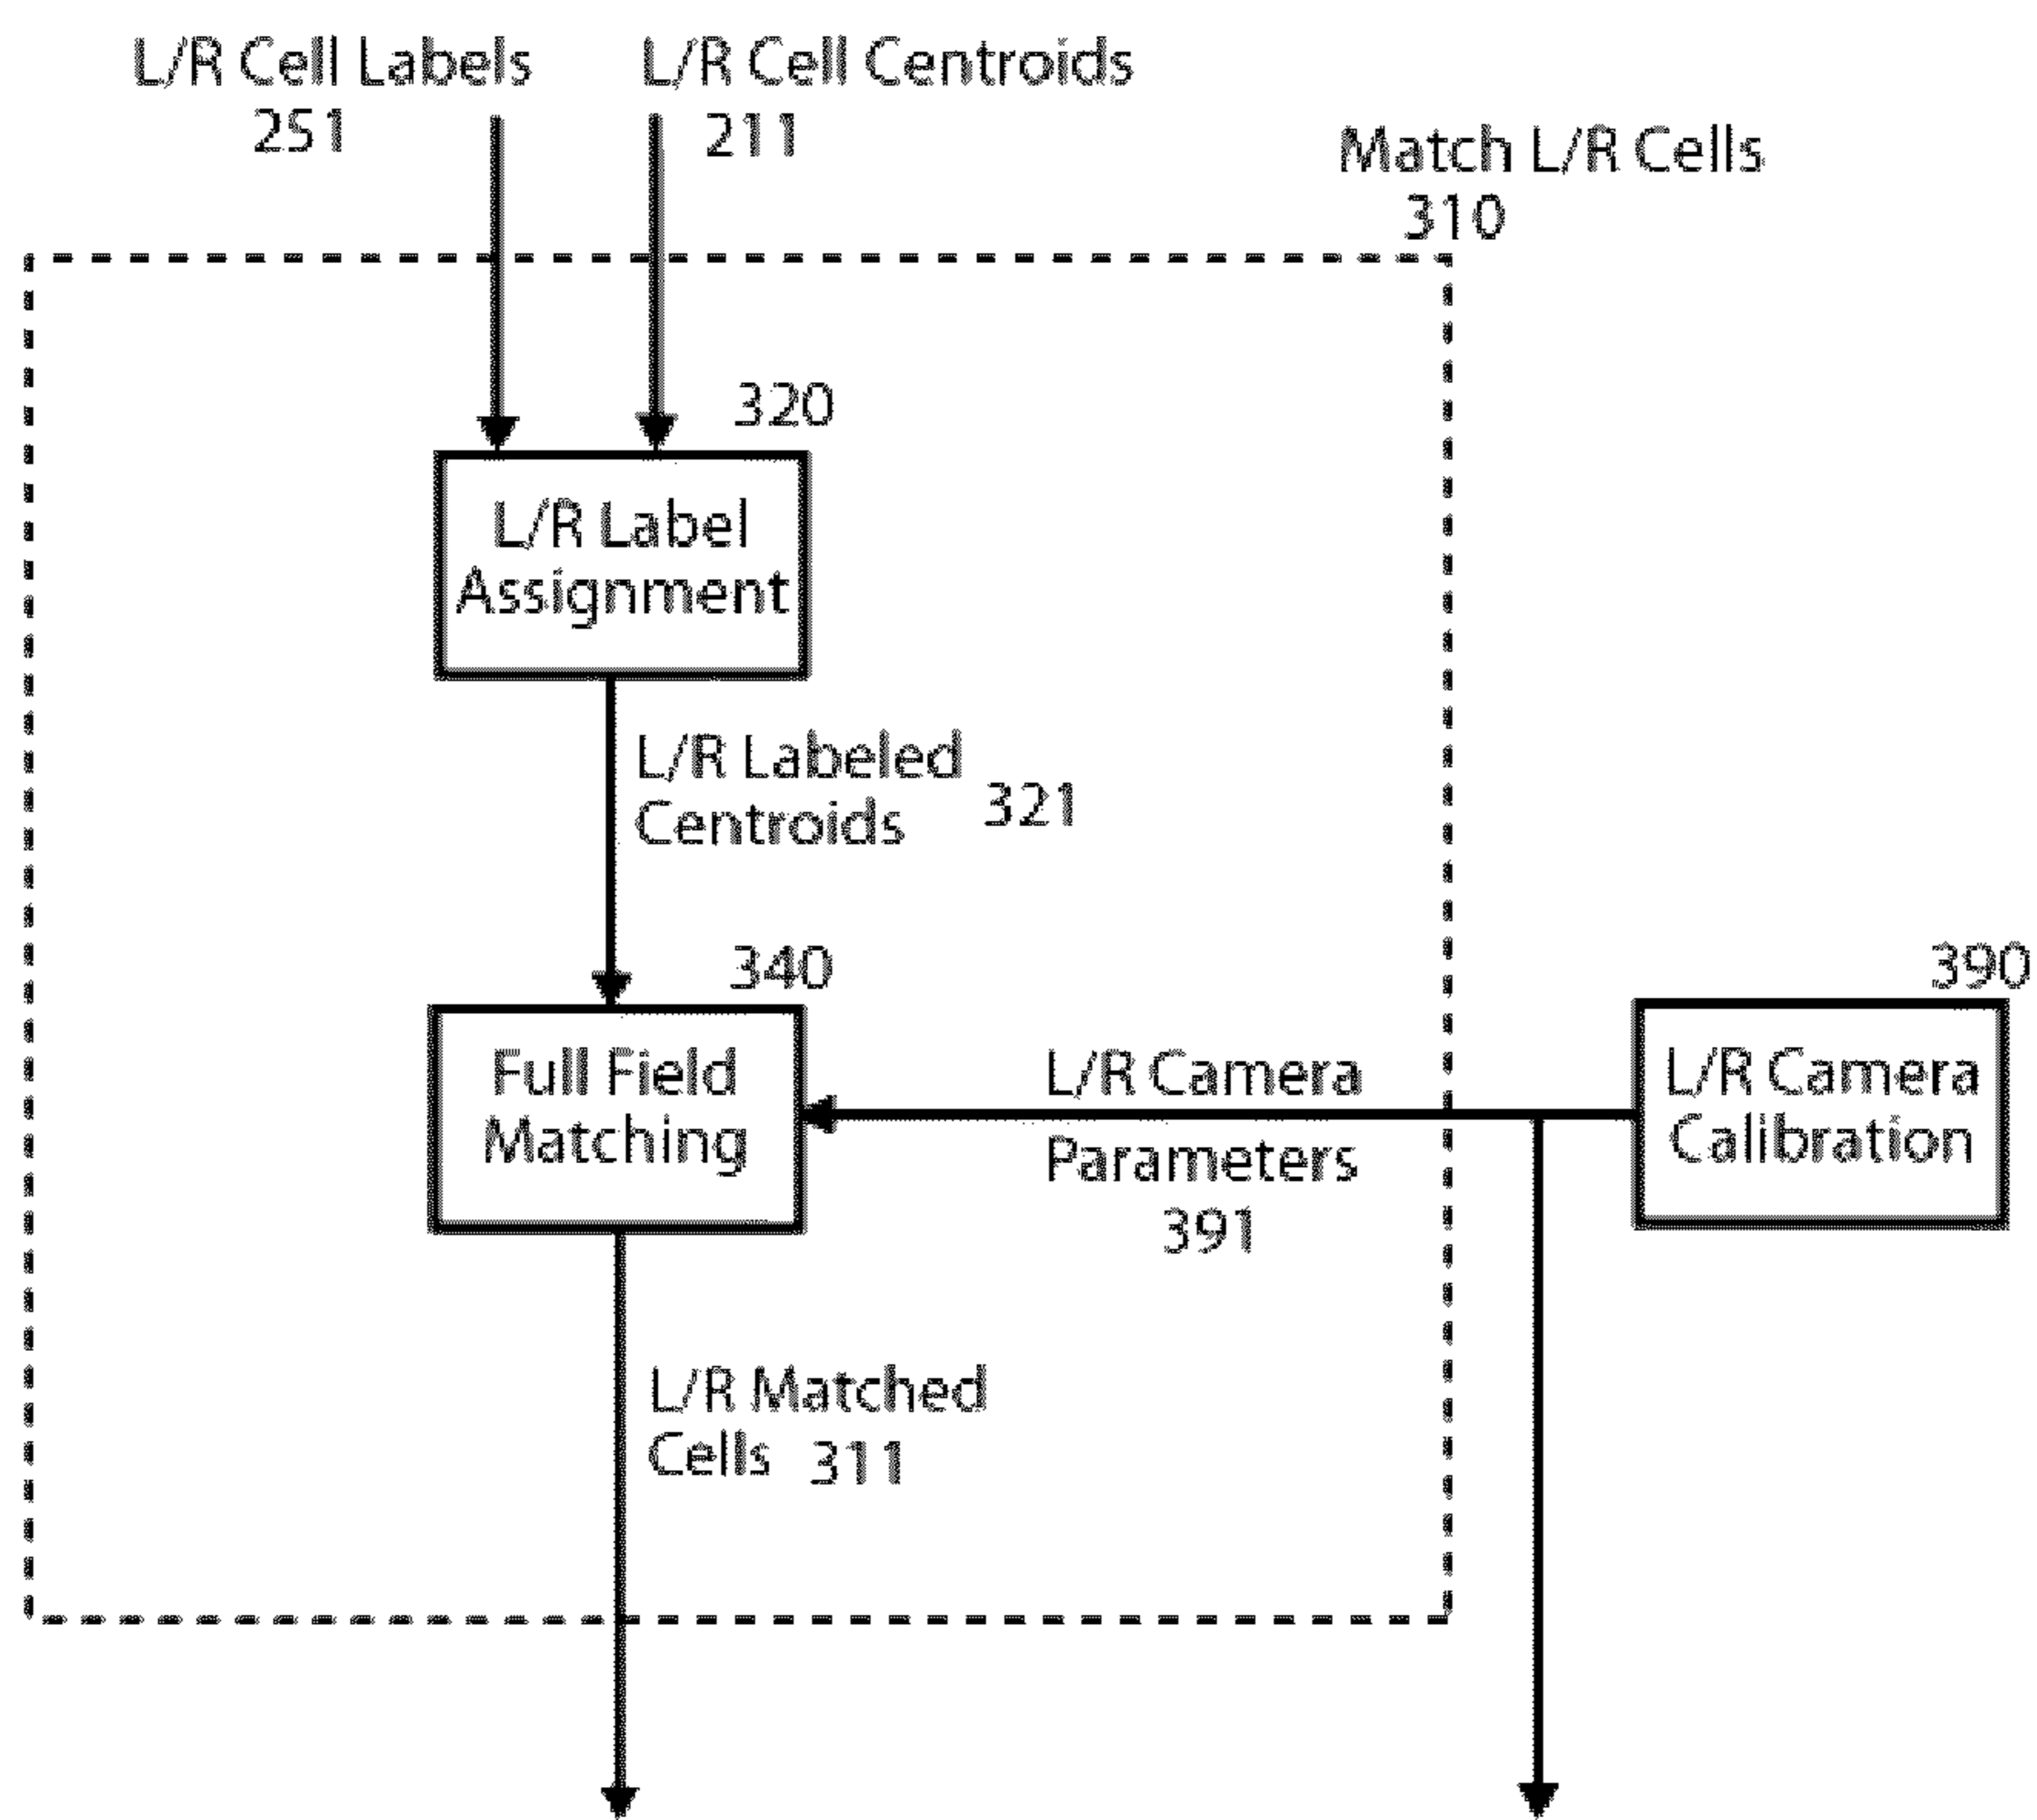 L/R Cell Labels
251
L/R Cell Centroids
211
Match L/R Cells
310
320
L/R Label
Assignment
L/R Labeled
Centroids 321
340
Full Field
Matching
L/R Camera
Parameters
391
390
L/R Camera
Calibration
L/R Matched
Cells 311